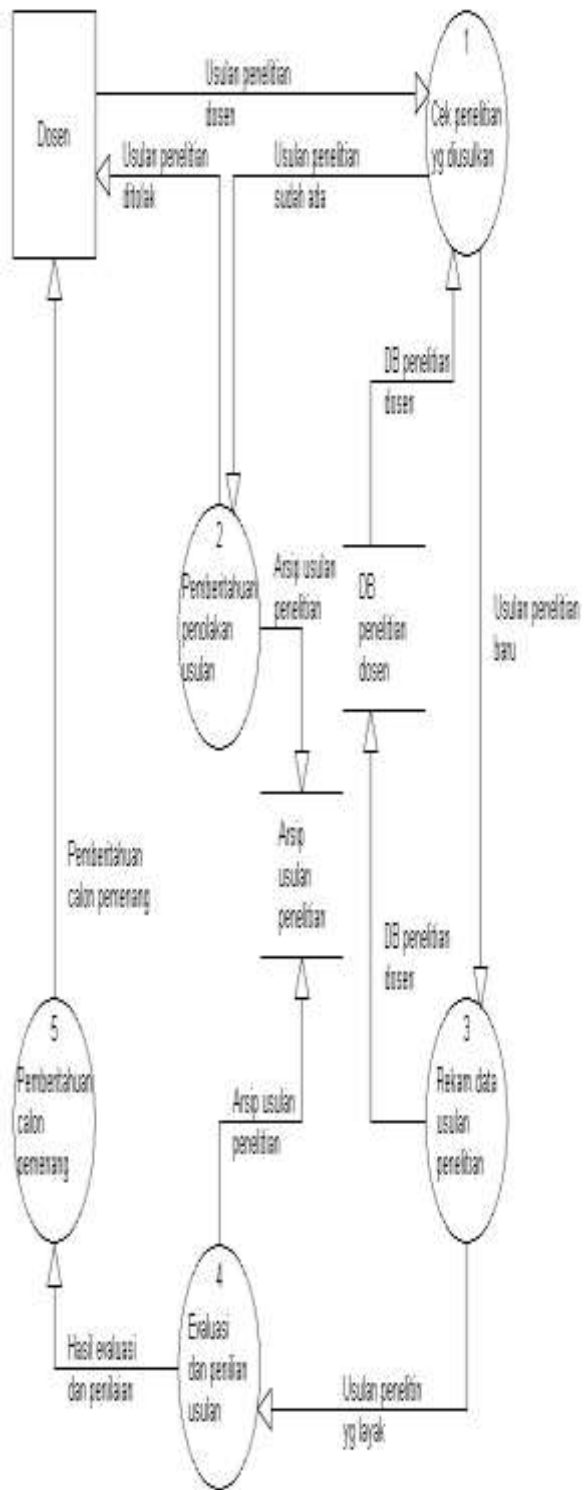 Dosen
Usulan penelitian
dosen
1
Cek penelitian
yg diusulkan
Usulan penelitian
ditolak
Usulan penelitian
sudah ada
DB penelitian
dosen
2
Pemberitahuan
penolakan
usulan
Arsip usulan
penelitian
DB
penelitian
dosen
Usulan penelitian
baru
Arsip
usulan
penelitian
Pemberitahuan
calon pemenang
DB penelitian
dosen
5
Pemberitahuan
calon
pemenang
3
Rekam data
usulan
penelitian
Arsip usulan
penelitian
4
Evaluasi
dan penilian
usulan
Hasil evaluasi
dan penilaian
Usulan penelitin
yg layak